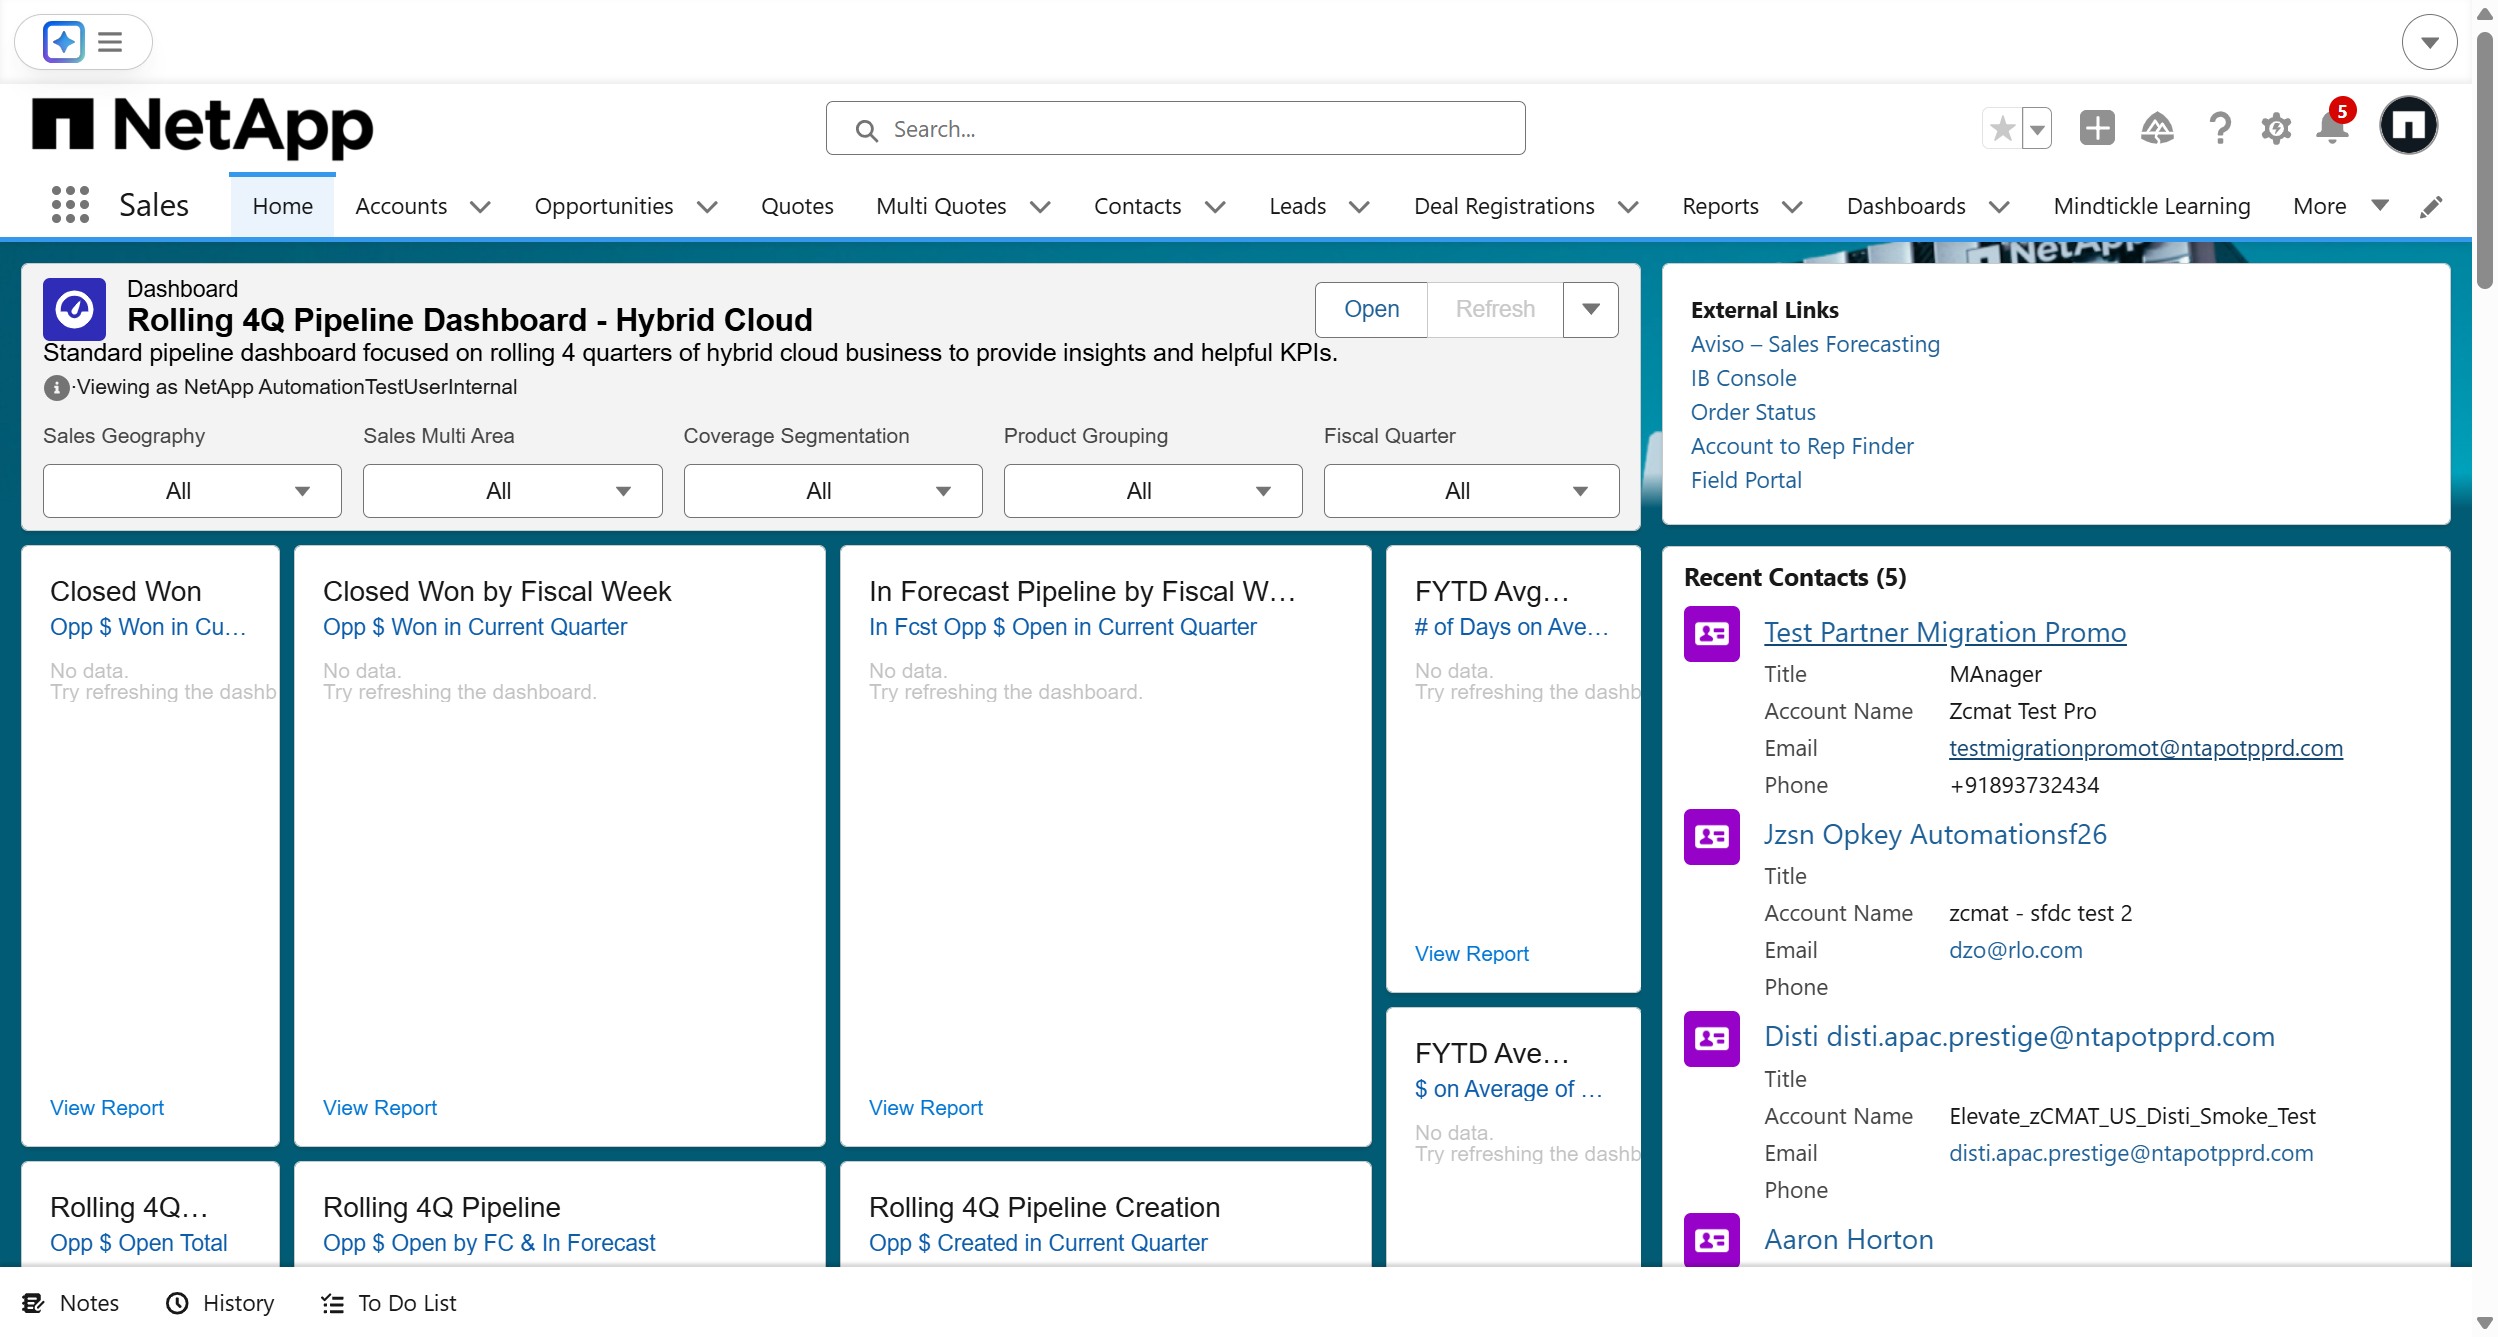 NetApp
Search...
5
Sales
Home
Accounts
Opportunities
Quotes
Multi Quotes
Contacts
Leads
Deal Registrations
Reports
Dashboards
Mindtickle Learning
More
NetApp
Dashboard
Rolling 4Q Pipeline Dashboard - Hybrid Cloud
Open
Refresh
Standard pipeline dashboard focused on rolling 4 quarters of hybrid cloud business to provide insights and helpful KPIs.
·Viewing as NetApp AutomationTestUserInternal
Sales Geography
Sales Multi Area
Coverage Segmentation
Product Grouping
Fiscal Quarter
All
All
All
All
All
External Links
Aviso – Sales Forecasting
IB Console
Order Status
Account to Rep Finder
Field Portal
Closed Won
Opp $ Won in Cu…
No data.
Try refreshing the dashb
View Report
Closed Won by Fiscal Week
Opp $ Won in Current Quarter
No data.
Try refreshing the dashboard.
View Report
In Forecast Pipeline by Fiscal W…
In Fcst Opp $ Open in Current Quarter
No data.
Try refreshing the dashboard.
View Report
FYTD Avg…
# of Days on Ave…
No data.
Try refreshing the dashb
View Report
FYTD Ave…
$ on Average of …
No data.
Try refreshing the dashb
Rolling 4Q…
Opp $ Open Total
Rolling 4Q Pipeline
Opp $ Open by FC & In Forecast
Rolling 4Q Pipeline Creation
Opp $ Created in Current Quarter
Recent Contacts (5)
Test Partner Migration Promo
Title MAnager
Account Name Zcmat Test Pro
Email testmigrationpromot@ntapotpprd.com
Phone +91893732434
Jzsn Opkey Automationsf26
Title
Account Name zcmat - sfdc test 2
Email dzo@rlo.com
Phone
Disti disti.apac.prestige@ntapotpprd.com
Title
Account Name Elevate_zCMAT_US_Disti_Smoke_Test
Email disti.apac.prestige@ntapotpprd.com
Phone
Aaron Horton
Notes
History
To Do List